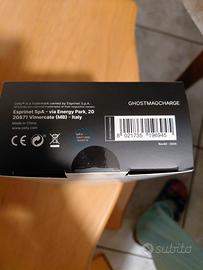 Celly® is a trademark owned by Esprinet S.p.A.
Esprinet SpA - via Energy Park, 20
20871 Vimercate (MB) - Italy
Made in China
www.celly.com
GHOSTMAGCHARGE
8 021735 196945
subito